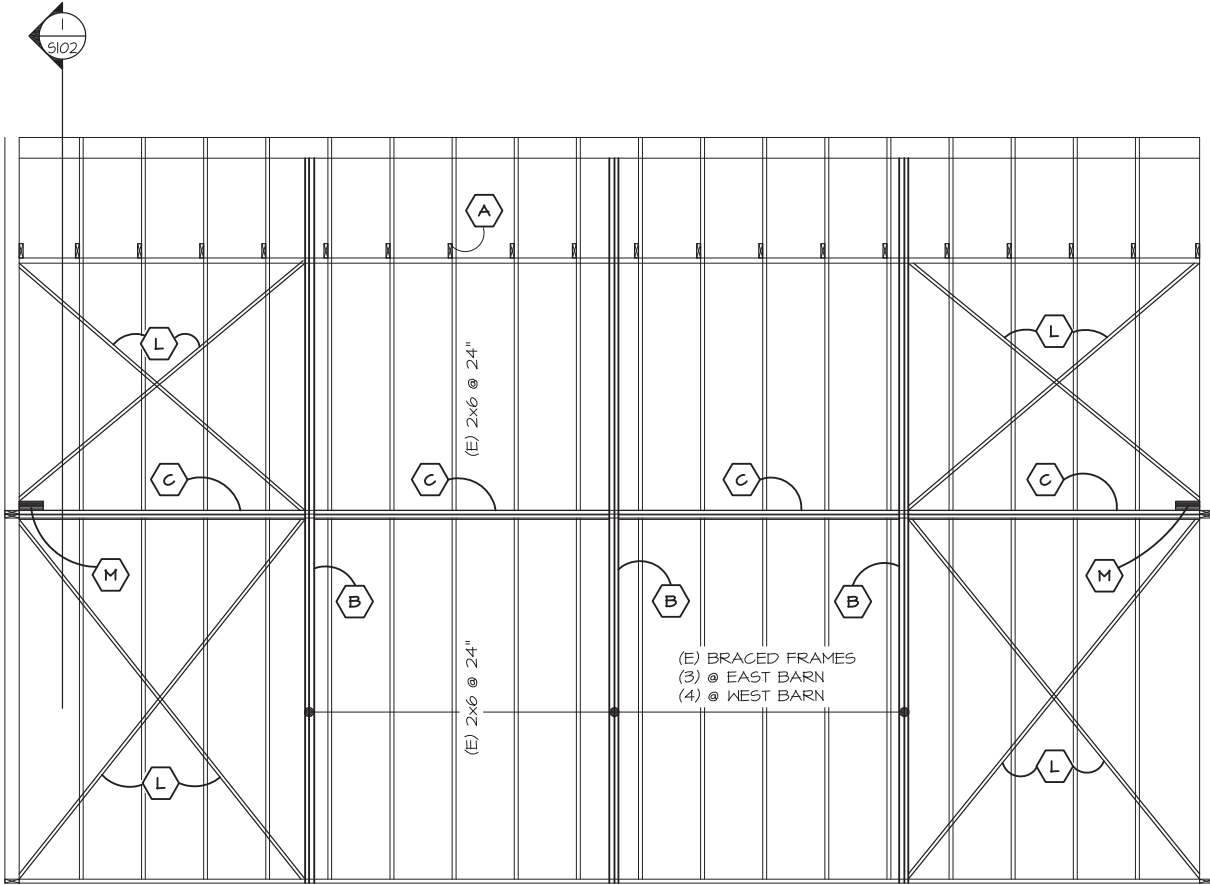 1
S102
A
L
L
(E) 2x6 @ 24"
C
C
C
C
M
M
B
B
B
(E) 2x6 @ 24"
(E) BRACED FRAMES
(3) @ EAST BARN
(4) @ WEST BARN
L
L